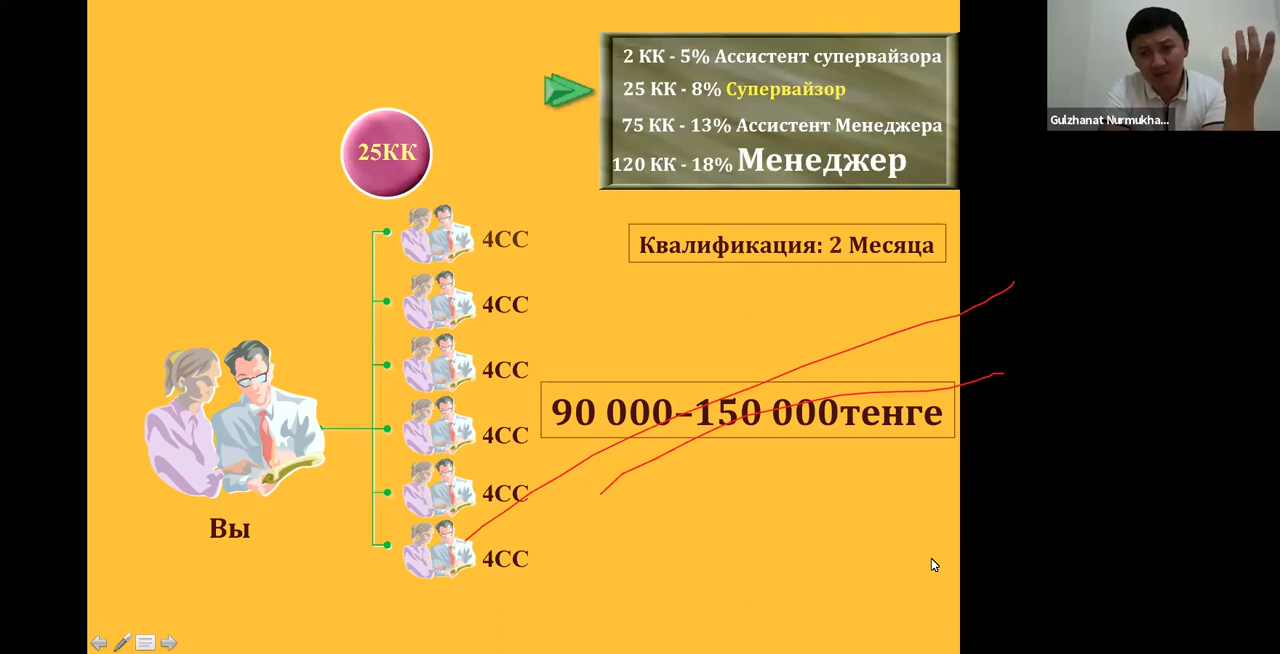 2 КК - 5% Ассистент супервайзора
25 КК - 8% Супервайзор
75 КК - 13% Ассистент Менеджера
120 КК - 18% Менеджер
Gulzhanat Nurmukha...
25КК
Квалификация: 2 Месяца
4СС
4СС
4СС
4СС
4СС
4СС
90 000–150 000тенге
Вы